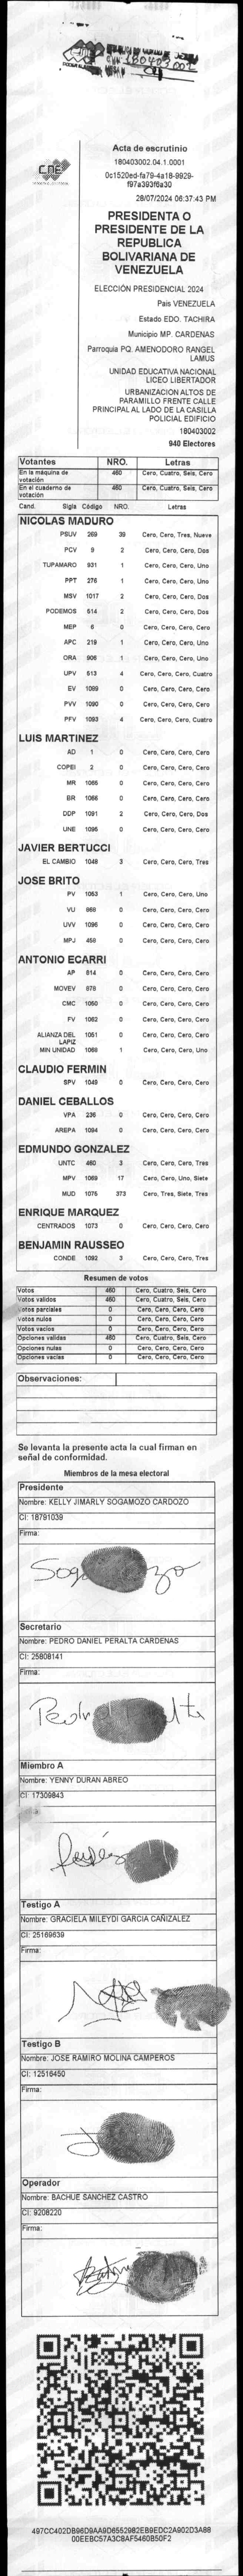 CNE
Acta de escrutinio
180403002.04.1.0001
0c1520ed-fa79-4a18-9929-
f97a393f6a30
28/07/2024 06:37:43 PM
PRESIDENTA O
PRESIDENTE DE LA
REPUBLICA
BOLIVARIANA DE
VENEZUELA
ELECCIÓN PRESIDENCIAL 2024
Pais VENEZUELA
Estado EDO. TACHIRA
Municipio MP. CARDENAS
Parroquia PQ. AMENODORO RANGEL
LAMUS
UNIDAD EDUCATIVA NACIONAL
LICEO LIBERTADOR
URBANIZACIÓN ALTOS DE
PARAMILLO FRENTE CALLE
PRINCIPAL AL LADO DE LA CASILLA
POLICIAL EDIFICIO
180403002
940 Electores
Votantes NRO. Letras
En la máquina de votación 460 Cero, Cuatro, Seis, Cero
En el cuaderno de votación 460 Cero, Cuatro, Seis, Cero
Cand. Sigla Código NRO. Letras
NICOLAS MADURO
PSUV 269 39 Cero, Cero, Tres, Nueve
PCV 9 2 Cero, Cero, Cero, Dos
TUPAMARO 931 1 Cero, Cero, Cero, Uno
PPT 276 1 Cero, Cero, Cero, Uno
MSV 1017 2 Cero, Cero, Cero, Dos
PODEMOS 514 2 Cero, Cero, Cero, Dos
MEP 6 0 Cero, Cero, Cero, Cero
APC 219 1 Cero, Cero, Cero, Uno
ORA 906 1 Cero, Cero, Cero, Uno
UPV 513 4 Cero, Cero, Cero, Cuatro
EV 1089 0 Cero, Cero, Cero, Cero
PVV 1090 0 Cero, Cero, Cero, Cero
PFV 1093 4 Cero, Cero, Cero, Cuatro
LUIS MARTINEZ
AD 1 0 Cero, Cero, Cero, Cero
COPEI 2 0 Cero, Cero, Cero, Cero
MR 1065 0 Cero, Cero, Cero, Cero
BR 1066 0 Cero, Cero, Cero, Cero
DDP 1091 2 Cero, Cero, Cero, Dos
UNE 1095 0 Cero, Cero, Cero, Cero
JAVIER BERTUCCI
EL CAMBIO 1048 3 Cero, Cero, Cero, Tres
JOSE BRITO
PV 1053 1 Cero, Cero, Cero, Uno
VU 988 0 Cero, Cero, Cero, Cero
UVV 1096 0 Cero, Cero, Cero, Cero
MPJ 459 0 Cero, Cero, Cero, Cero
ANTONIO ECARRI
AP 814 0 Cero, Cero, Cero, Cero
MOVEV 878 0 Cero, Cero, Cero, Cero
CMC 1050 0 Cero, Cero, Cero, Cero
FV 1062 0 Cero, Cero, Cero, Cero
ALIANZA DEL LAPIZ 1051 0 Cero, Cero, Cero, Cero
MIN UNIDAD 1068 1 Cero, Cero, Cero, Uno
CLAUDIO FERMIN
SPV 1049 0 Cero, Cero, Cero, Cero
DANIEL CEBALLOS
VPA 236 0 Cero, Cero, Cero, Cero
AREPA 1094 0 Cero, Cero, Cero, Cero
EDMUNDO GONZALEZ
UNTC 460 3 Cero, Cero, Cero, Tres
MPV 1069 17 Cero, Cero, Uno, Siete
MUD 1075 373 Cero, Tres, Siete, Tres
ENRIQUE MARQUEZ
CENTRADOS 1073 0 Cero, Cero, Cero, Cero
BENJAMIN RAUSSEO
CONDE 1092 3 Cero, Cero, Cero, Tres
Resumen de votos
Votos 460 Cero, Cuatro, Seis, Cero
Votos validos 460 Cero, Cuatro, Seis, Cero
Votos parciales 0 Cero, Cero, Cero, Cero
Votos nulos 0 Cero, Cero, Cero, Cero
Votos vacios 0 Cero, Cero, Cero, Cero
Opciones validas 460 Cero, Cuatro, Seis, Cero
Opciones nulas 0 Cero, Cero, Cero, Cero
Opciones vacias 0 Cero, Cero, Cero, Cero
Observaciones:
Se levanta la presente acta la cual firman en
señal de conformidad.
Miembros de la mesa electoral
Presidente
Nombre: KELLY JIMARLY SOGAMOZO CARDOZO
CI: 18791039
Firma:
Secretario
Nombre: PEDRO DANIEL PERALTA CARDENAS
CI: 25808141
Firma:
Miembro A
Nombre: YENNY DURAN ABREO
CI: 17309843
Testigo A
Nombre: GRACIELA MILEYDI GARCIA CAÑIZALEZ
CI: 25169639
Firma:
Testigo B
Nombre: JOSE RAMIRO MOLINA CAMPEROS
CI: 12516450
Firma:
Operador
Nombre: BACHUE SANCHEZ CASTRO
CI: 9208220
Firma:
497CC402DB96D9AA9D6552982EB9EDC2A902D3A88
00EEBC57A3C8AF5460B50F2